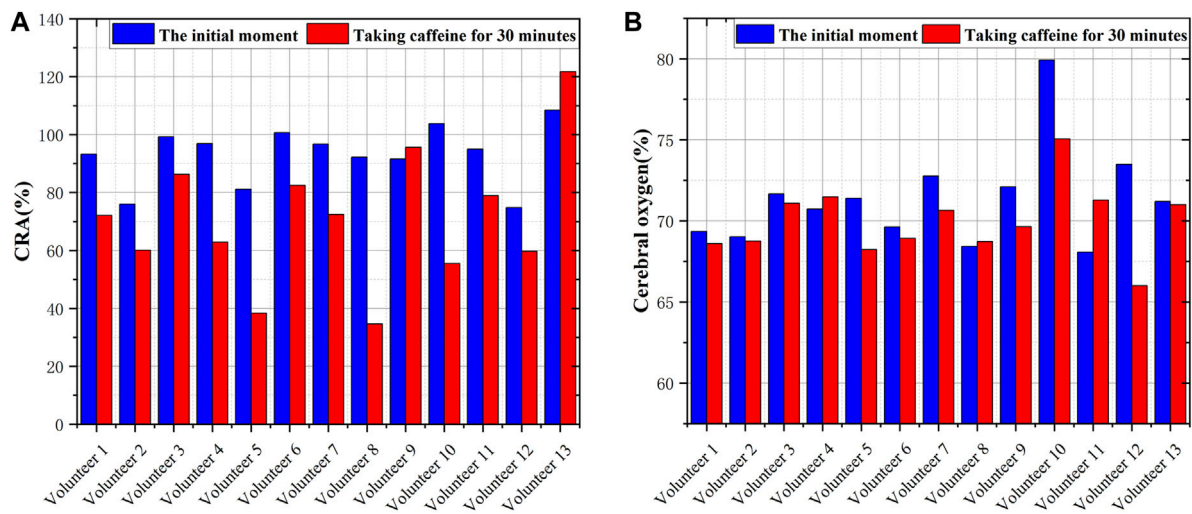 A
The initial moment
Taking caffeine for 30 minutes
CRA(%)
140
120
100
80
60
40
20
0
Volunteer 1
Volunteer 2
Volunteer 3
Volunteer 4
Volunteer 5
Volunteer 6
Volunteer 7
Volunteer 8
Volunteer 9
Volunteer 10
Volunteer 11
Volunteer 12
Volunteer 13
B
The initial moment
Taking caffeine for 30 minutes
Cerebral oxygen(%)
80
75
70
65
60
Volunteer 1
Volunteer 2
Volunteer 3
Volunteer 4
Volunteer 5
Volunteer 6
Volunteer 7
Volunteer 8
Volunteer 9
Volunteer 10
Volunteer 11
Volunteer 12
Volunteer 13